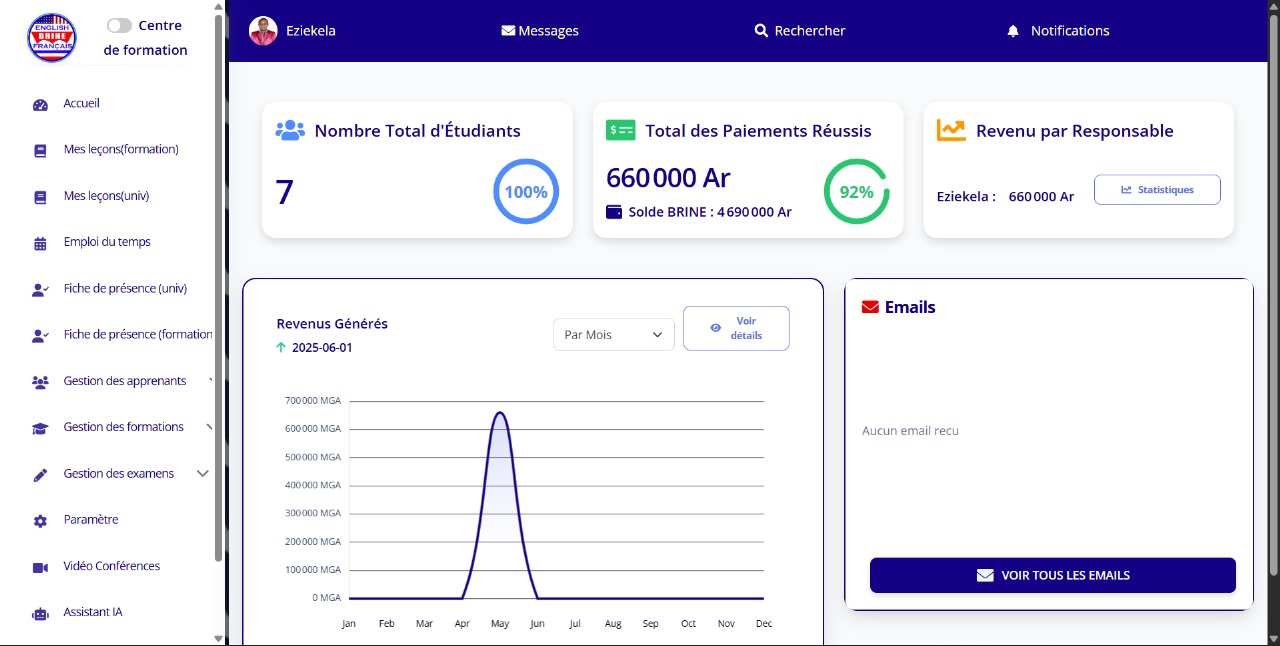 ENGLISH
BRINE
FRANÇAIS
Centre
de formation
Accueil
Mes leçons(formation)
Mes leçons(univ)
Emploi du temps
Fiche de présence (univ)
Fiche de présence (formation
Gestion des apprenants
Gestion des formations
Gestion des examens
Paramètre
Vidéo Conférences
Assistant IA
Eziekela
Messages
Rechercher
Notifications
Nombre Total d'Étudiants
7
100%
Total des Paiements Réussis
660 000 Ar
Solde BRINE : 4 690 000 Ar
92%
Revenu par Responsable
Eziekela : 660 000 Ar
Statistiques
Revenus Générés
2025-06-01
Par Mois
Voir
détails
700 000 MGA
600 000 MGA
500 000 MGA
400 000 MGA
300 000 MGA
200 000 MGA
100 000 MGA
0 MGA
Jan Feb Mar Apr May Jun Jul Aug Sep Oct Nov Dec
Emails
Aucun email recu
VOIR TOUS LES EMAILS